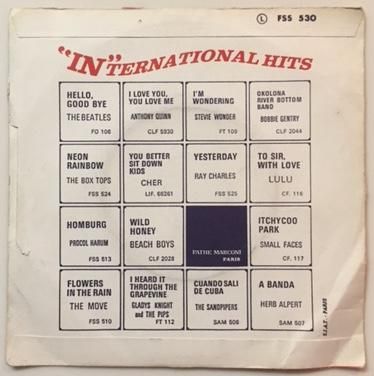 Ⓛ FSS 530
"IN"TERNATIONAL HITS
HELLO,
GOOD BYE
THE BEATLES
FO 106
I LOVE YOU,
YOU LOVE ME
ANTHONY QUINN
CLF 5930
I'M
WONDERING
STEVIE WONDER
FT 109
OKOLONA
RIVER BOTTOM
BAND
BOBBIE GENTRY
CLF 2044
NEON
RAINBOW
THE BOX TOPS
FSS 524
YOU BETTER
SIT DOWN
KIDS
CHER
LIF. 66261
YESTERDAY
RAY CHARLES
FSS 525
TO SIR,
WITH LOVE
LULU
CF. 116
HOMBURG
PROCOL HARUM
FSS 513
WILD
HONEY
BEACH BOYS
CLF 2028
PATHE MARCONI
PARIS
ITCHYCOO
PARK
SMALL FACES
CF. 117
FLOWERS
IN THE RAIN
THE MOVE
FSS 510
I HEARD IT
THROUGH THE
GRAPEVINE
GLADYS KNIGHT
and THE PIPS
FT 112
CUANDO SALI
DE CUBA
THE SANDPIPERS
SAM 506
A BANDA
HERB ALPERT
SAM 507
S.I.A.T. - PARIS